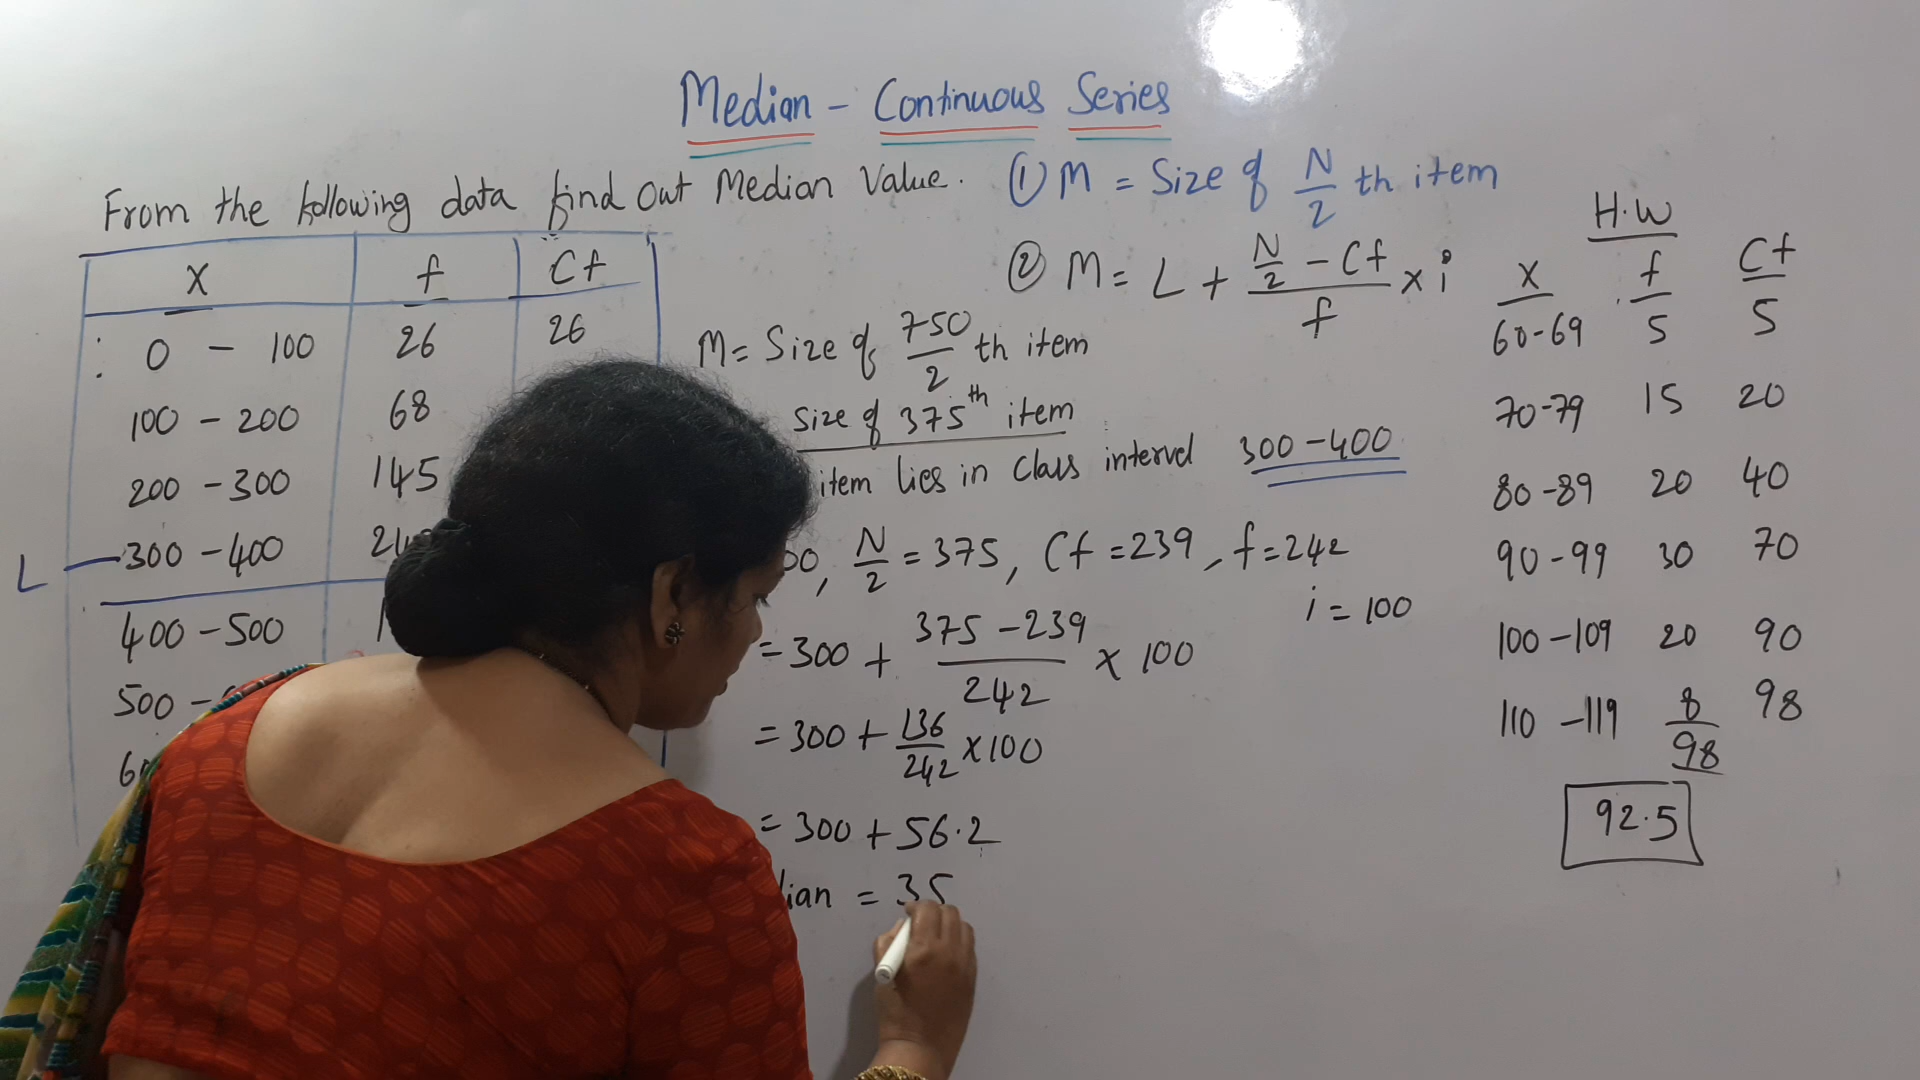 Median - Continuous Series
From the following data find out Median Value.
① M = Size of N/2 th item
② M = L + (N/2 - Cf)/f x i
X f Cf
0 - 100 26 26
100 - 200 68
200 - 300 145
L 300 - 400
400 - 500
500 -
M = Size of 750/2 th item
Size of 375th item
item lies in Class interval 300 - 400
N/2 = 375, Cf = 239, f = 242
i = 100
= 300 + (375 - 239)/242 x 100
= 300 + 136/242 x 100
= 300 + 56.2
= 35
H.W
X f Cf
60-69 5 5
70-79 15 20
80-89 20 40
90-99 30 70
100-109 20 90
110-119 8 98
98
92.5